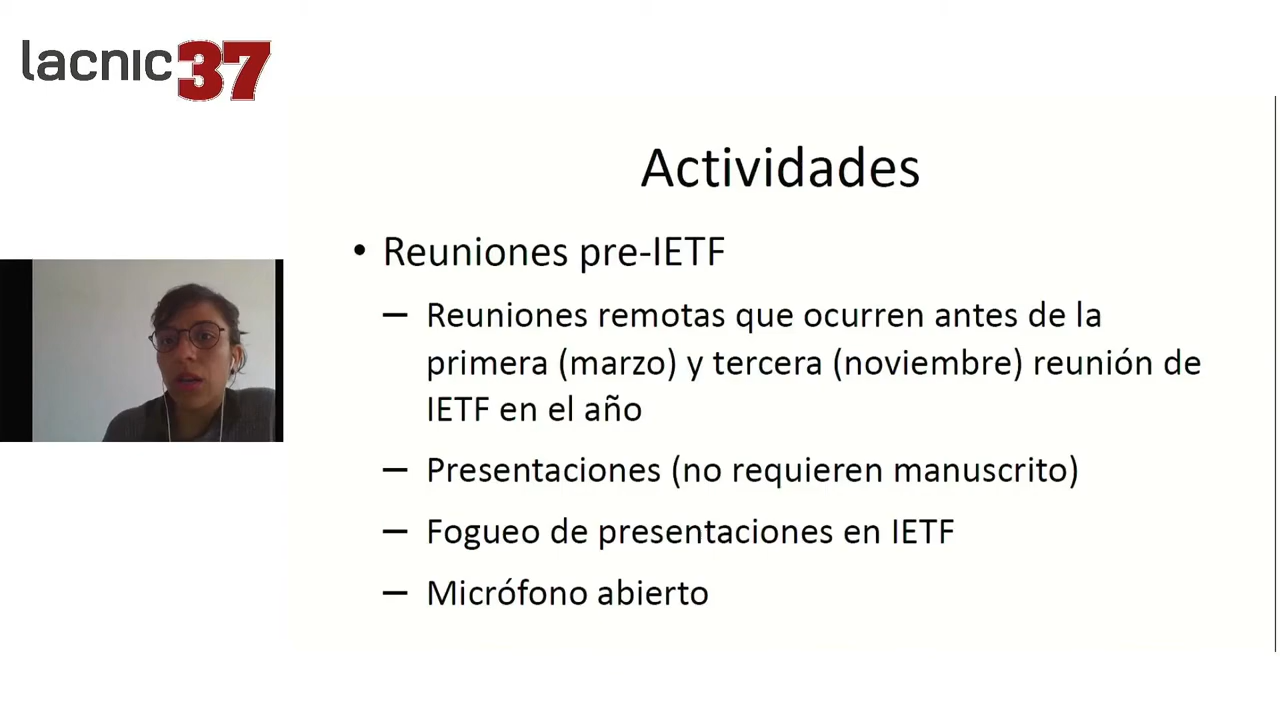 lacnic37
Actividades
• Reuniones pre-IETF
– Reuniones remotas que ocurren antes de la
primera (marzo) y tercera (noviembre) reunión de
IETF en el año
– Presentaciones (no requieren manuscrito)
– Fogueo de presentaciones en IETF
– Micrófono abierto